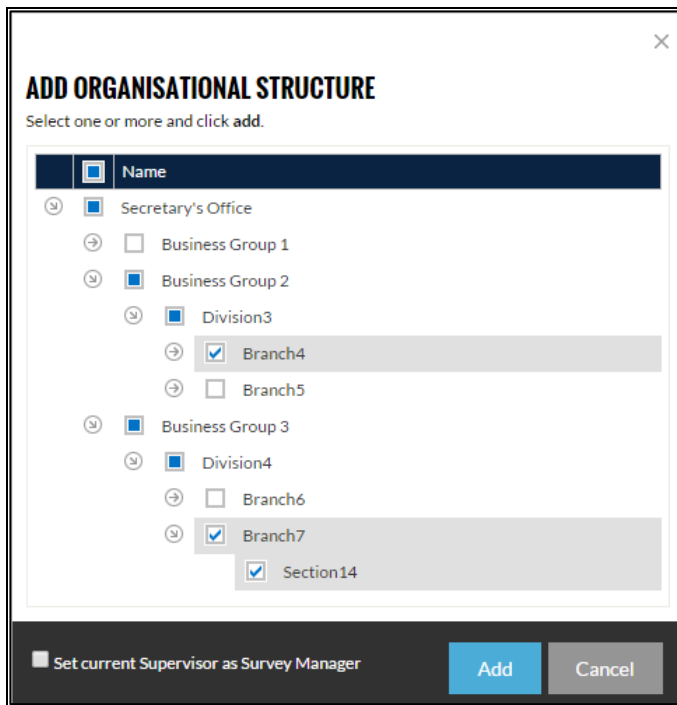 ADD ORGANISATIONAL STRUCTURE
Select one or more and click add.
Name
Secretary's Office
Business Group 1
Business Group 2
Division3
Branch4
Branch5
Business Group 3
Division4
Branch6
Branch7
Section14
Set current Supervisor as Survey Manager
Add
Cancel